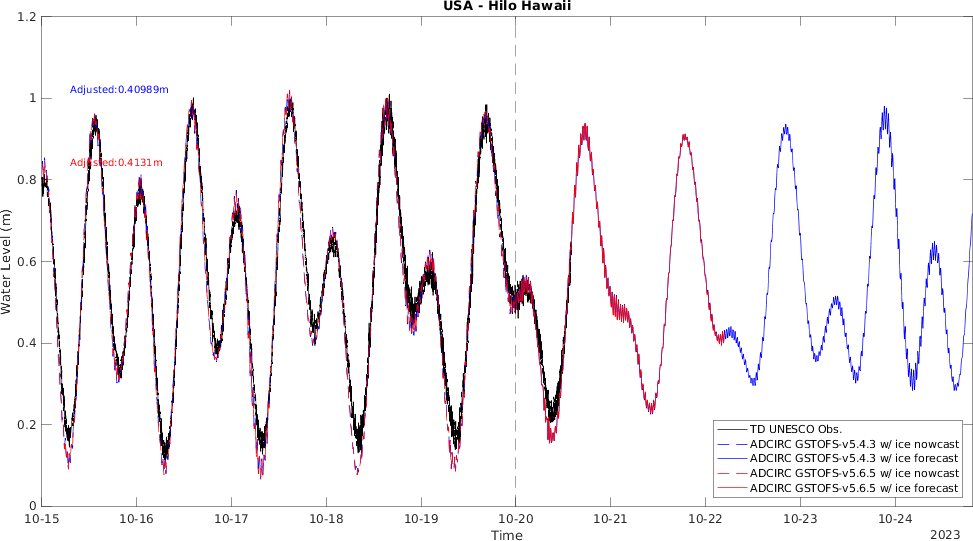 USA - Hilo Hawaii
1.2
1
0.8
0.6
0.4
0.2
0
Water Level (m)
Adjusted:0.40989m
Adjusted:0.4131m
TD UNESCO Obs.
ADCIRC GSTOFS-v5.4.3 w/ ice nowcast
ADCIRC GSTOFS-v5.4.3 w/ ice forecast
ADCIRC GSTOFS-v5.6.5 w/ ice nowcast
ADCIRC GSTOFS-v5.6.5 w/ ice forecast
10-15 10-16 10-17 10-18 10-19 10-20 10-21 10-22 10-23 10-24
Time
2023